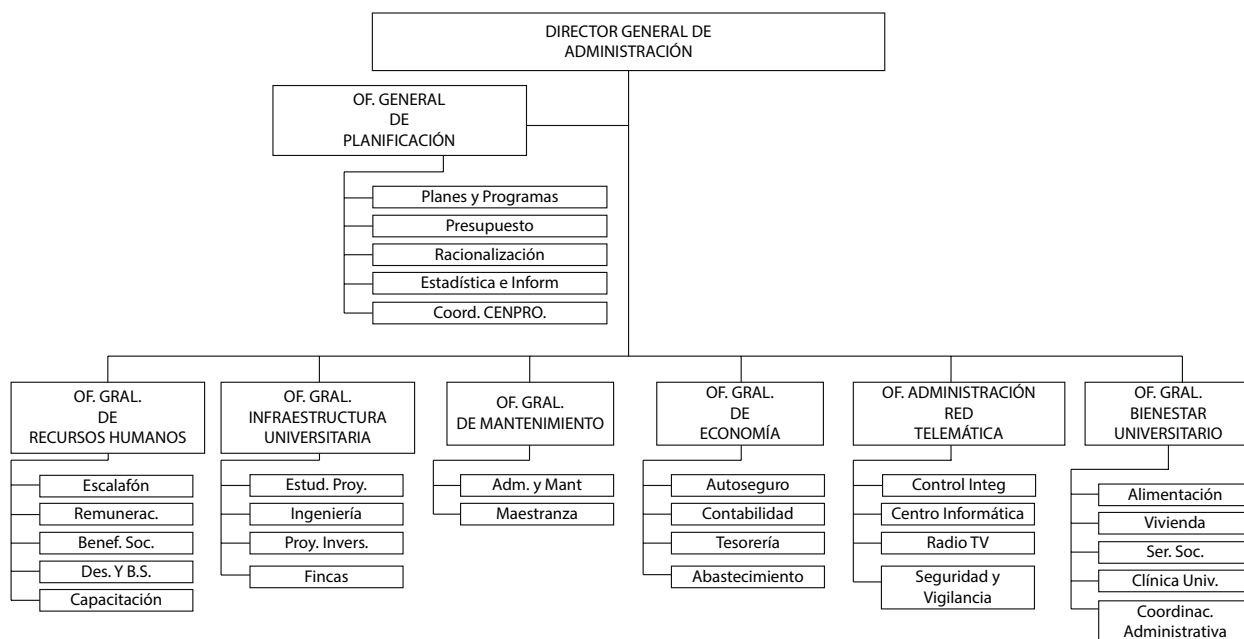 DIRECTOR GENERAL DE
ADMINISTRACIÓN
OF. GENERAL
DE
PLANIFICACIÓN
Planes y Programas
Presupuesto
Racionalización
Estadística e Inform
Coord. CENPRO.
OF. GRAL.
DE
RECURSOS HUMANOS
Escalafón
Remunerac.
Benef. Soc.
Des. Y B.S.
Capacitación
OF. GRAL.
INFRAESTRUCTURA
UNIVERSITARIA
Estud. Proy.
Ingeniería
Proy. Invers.
Fincas
OF. GRAL.
DE MANTENIMIENTO
Adm. y Mant
Maestranza
OF. GRAL.
DE
ECONOMÍA
Autoseguro
Contabilidad
Tesorería
Abastecimiento
OF. ADMINISTRACIÓN
RED
TELEMÁTICA
Control Integ
Centro Informática
Radio TV
Seguridad y
Vigilancia
OF. GRAL.
BIENESTAR
UNIVERSITARIO
Alimentación
Vivienda
Ser. Soc.
Clínica Univ.
Coordinac.
Administrativa